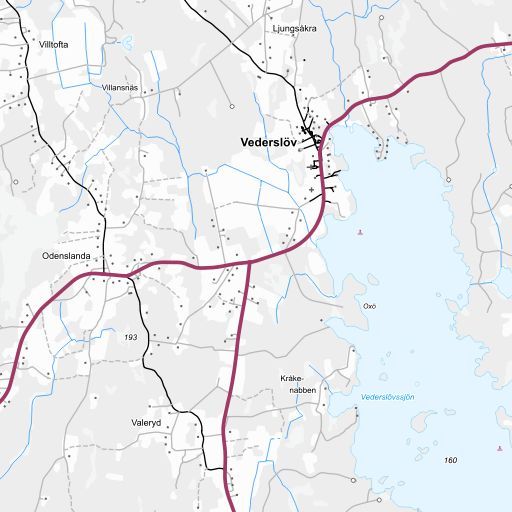 Ljungsåkra
Villtofta
Villansnäs
Vederslöv
Odenslanda
Oxö
193
Kråke-
nabben
Vederslövssjön
Valeryd
160